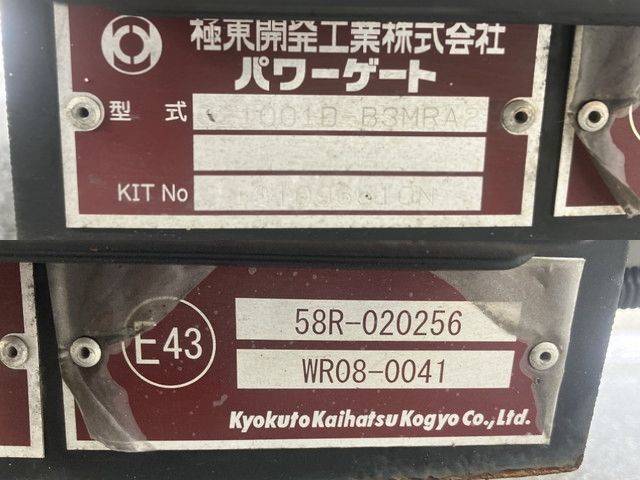 極東開発工業株式会社
パワーゲート
型 式
KIT No
E43
58R-020256
WR08-0041
Kyokuto Kaihatsu Kogyo Co., Ltd.